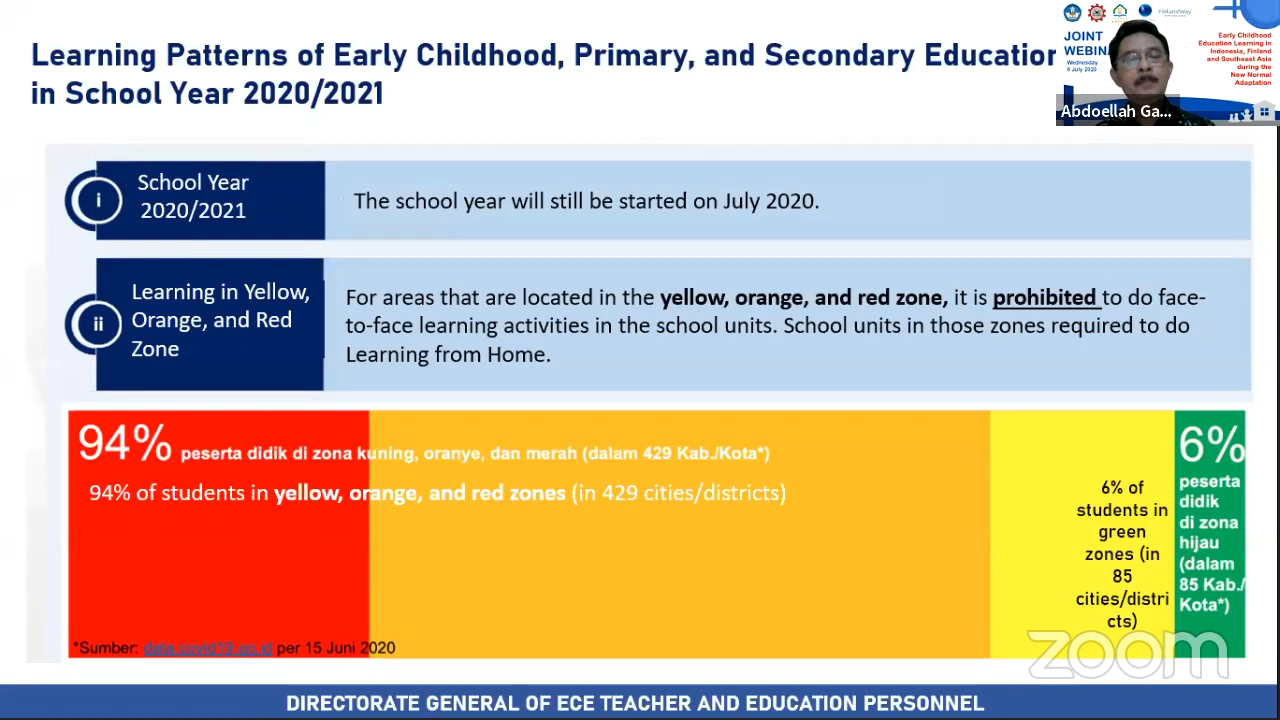 Learning Patterns of Early Childhood, Primary, and Secondary Education
in School Year 2020/2021
FinlandWay
JOINT
WEBINA
Wednesday
8 July 2020
Early Childhood
Education Learning in
Indonesia, Finland
and Southeast Asia
during the
New Normal
Adaptation
Abdoellah Ga...
i
School Year
2020/2021
The school year will still be started on July 2020.
ii
Learning in Yellow,
Orange, and Red
Zone
For areas that are located in the yellow, orange, and red zone, it is prohibited to do face-
to-face learning activities in the school units. School units in those zones required to do
Learning from Home.
94% peserta didik di zona kuning, oranye, dan merah (dalam 429 Kab./Kota*)
94% of students in yellow, orange, and red zones (in 429 cities/districts)
6% of
students in
green
zones (in
85
cities/distri
cts)
6%
peserta
didik
di zona
hijau
(dalam
85 Kab./
Kota*)
*Sumber: data.covid19.go.id per 15 Juni 2020
zoom
DIRECTORATE GENERAL OF ECE TEACHER AND EDUCATION PERSONNEL